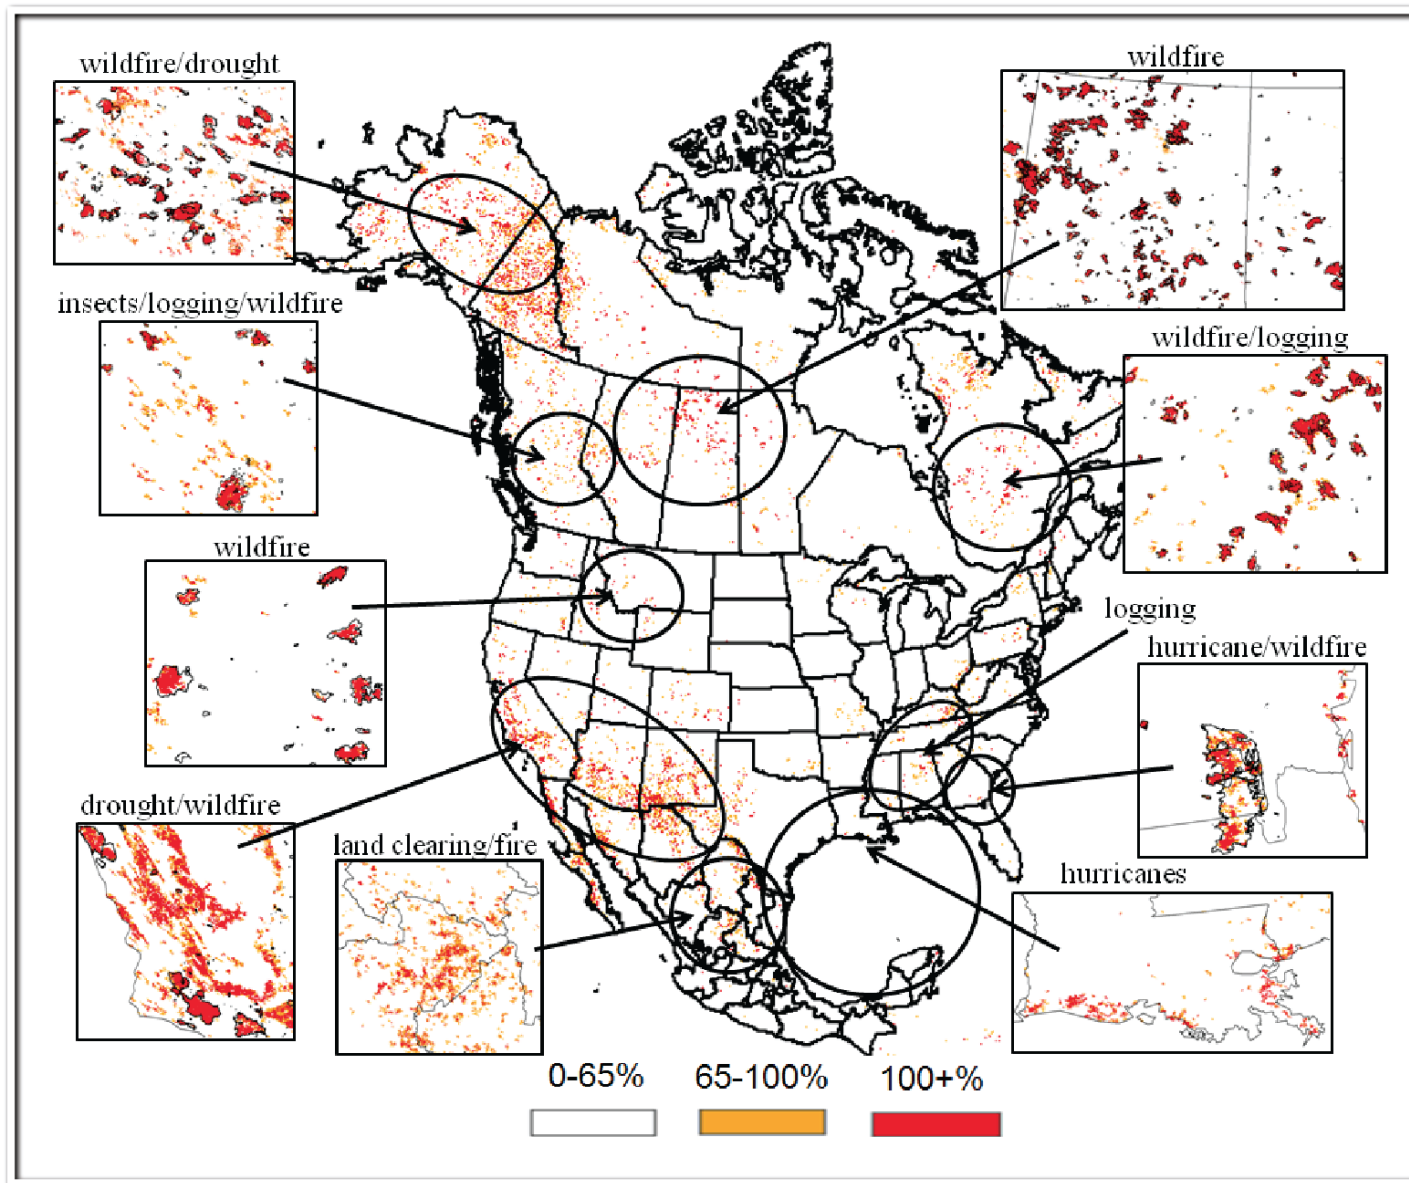 wildfire/drought
wildfire
insects/logging/wildfire
wildfire/logging
wildfire
logging
hurricane/wildfire
drought/wildfire
land clearing/fire
hurricanes
0-65%
65-100%
100+%